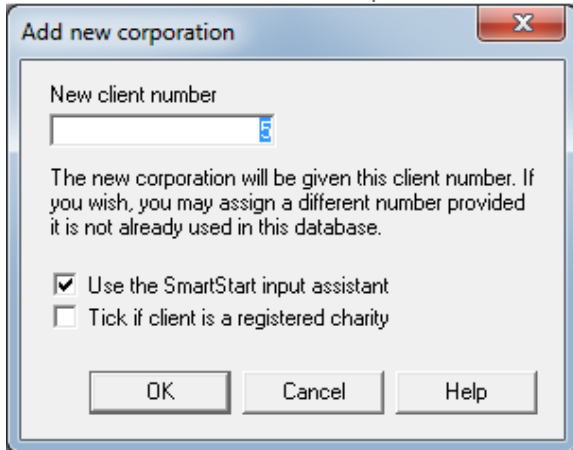 Add new corporation
New client number
5
The new corporation will be given this client number. If
you wish, you may assign a different number provided
it is not already used in this database.
Use the SmartStart input assistant
Tick if client is a registered charity
OK Cancel Help